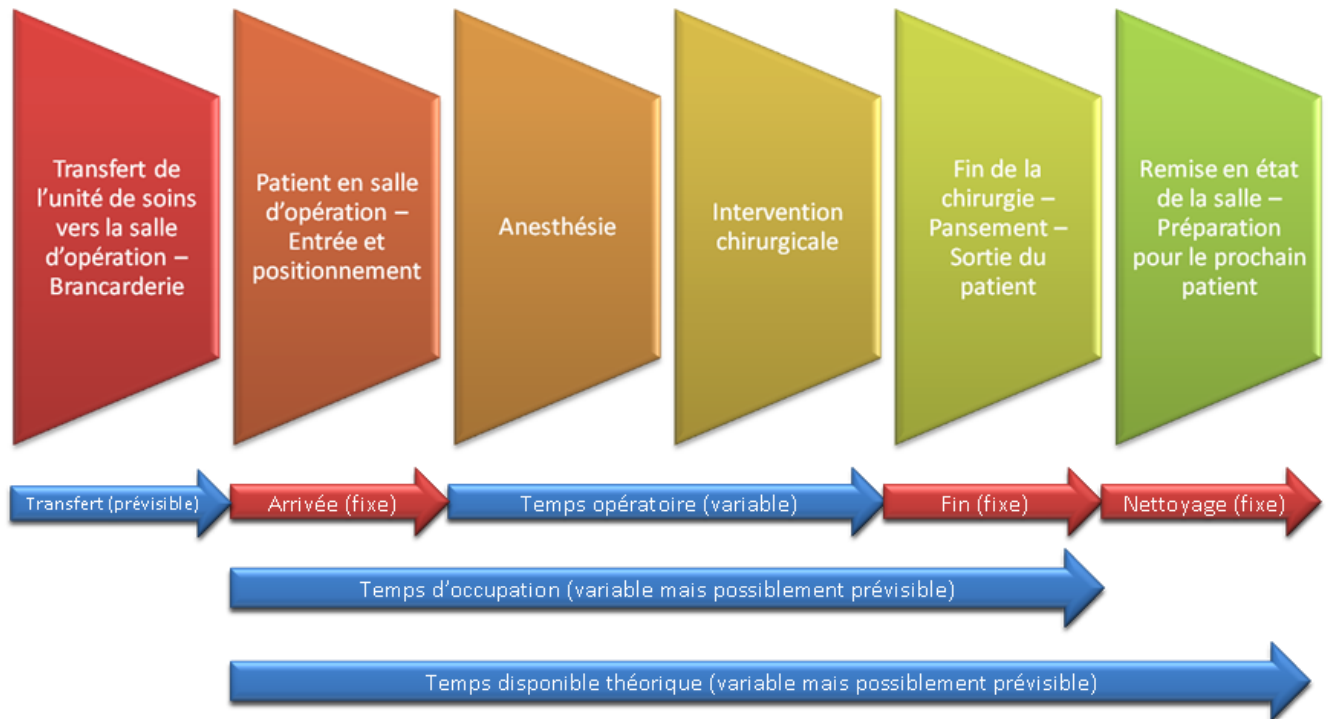 Transfert de
l'unité de soins
vers la salle
d'opération –
Brancarderie
Patient en salle
d'opération –
Entrée et
positionnement
Anesthésie
Intervention
chirurgicale
Fin de la
chirurgie –
Pansement –
Sortie du
patient
Remise en état
de la salle –
Préparation
pour le prochain
patient
Transfert (prévisible)
Arrivée (fixe)
Temps opératoire (variable)
Fin (fixe)
Nettoyage (fixe)
Temps d'occupation (variable mais possiblement prévisible)
Temps disponible théorique (variable mais possiblement prévisible)